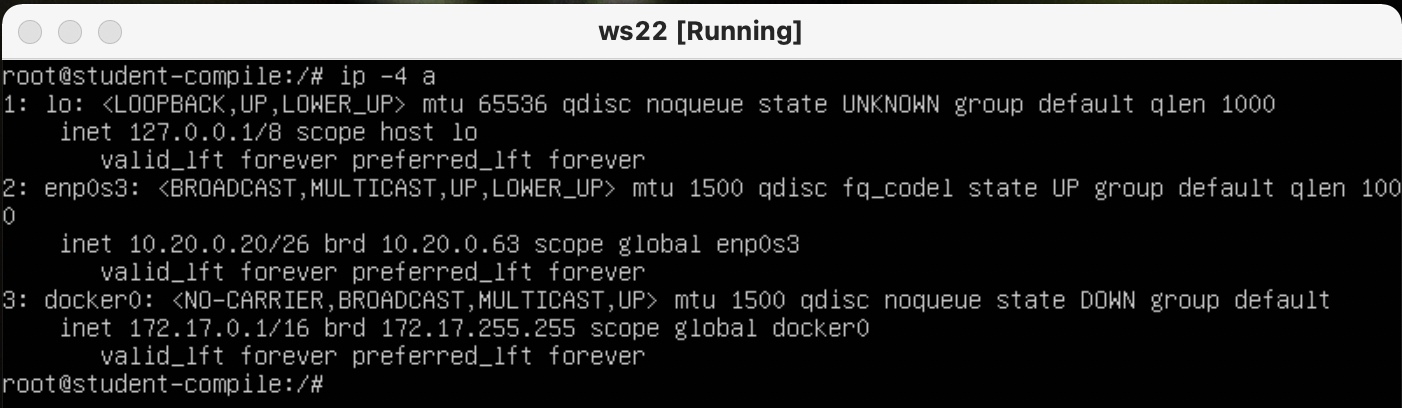 ws22 [Running]
root@student-compile:/# ip -4 a
1: lo: <LOOPBACK,UP,LOWER_UP> mtu 65536 qdisc noqueue state UNKNOWN group default qlen 1000
    inet 127.0.0.1/8 scope host lo
       valid_lft forever preferred_lft forever
2: enp0s3: <BROADCAST,MULTICAST,UP,LOWER_UP> mtu 1500 qdisc fq_codel state UP group default qlen 100
0
    inet 10.20.0.20/26 brd 10.20.0.63 scope global enp0s3
       valid_lft forever preferred_lft forever
3: docker0: <NO-CARRIER,BROADCAST,MULTICAST,UP> mtu 1500 qdisc noqueue state DOWN group default
    inet 172.17.0.1/16 brd 172.17.255.255 scope global docker0
       valid_lft forever preferred_lft forever
root@student-compile:/#